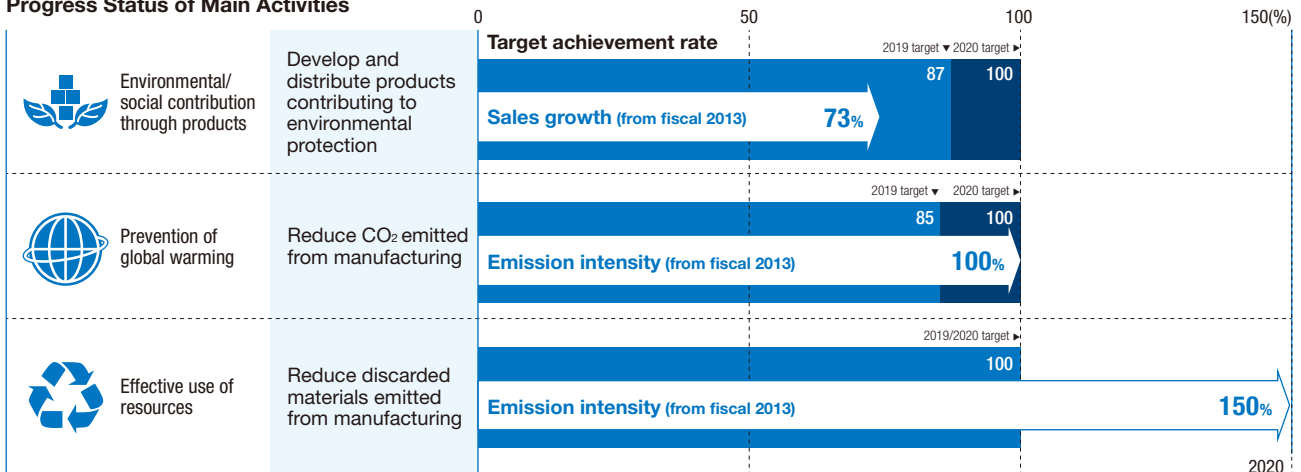 Progress Status of Main Activities
0 50 100 150(%)
Target achievement rate
2019 target ▼ 2020 target ►
Environmental/
social contribution
through products
Develop and
distribute products
contributing to
environmental
protection
87 100
Sales growth (from fiscal 2013) 73%
2019 target ▼ 2020 target ►
Prevention of
global warming
Reduce CO₂ emitted
from manufacturing
85 100
Emission intensity (from fiscal 2013) 100%
2019/2020 target ►
Effective use of
resources
Reduce discarded
materials emitted
from manufacturing
100
Emission intensity (from fiscal 2013) 150%
2020